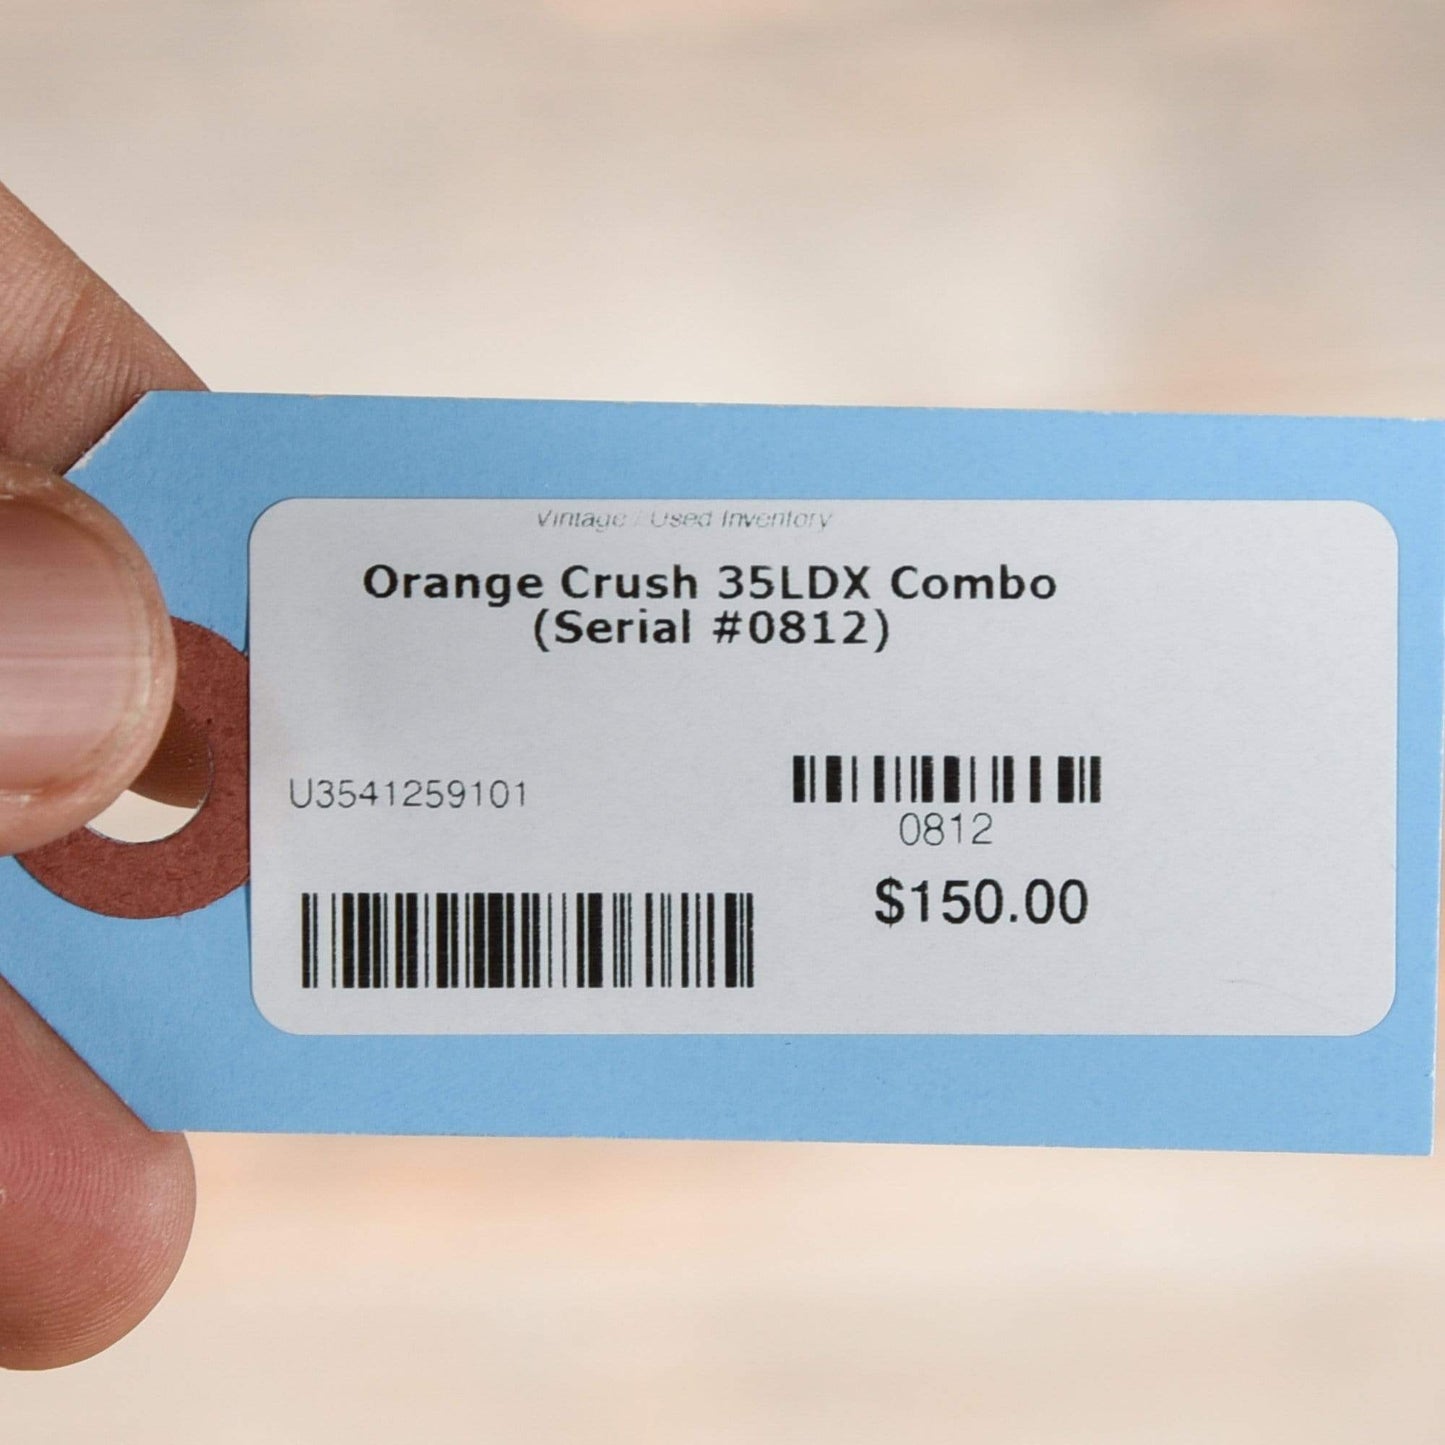 Vintage / Used Inventory
Orange Crush 35LDX Combo
(Serial #0812)
U3541259101
0812
$150.00